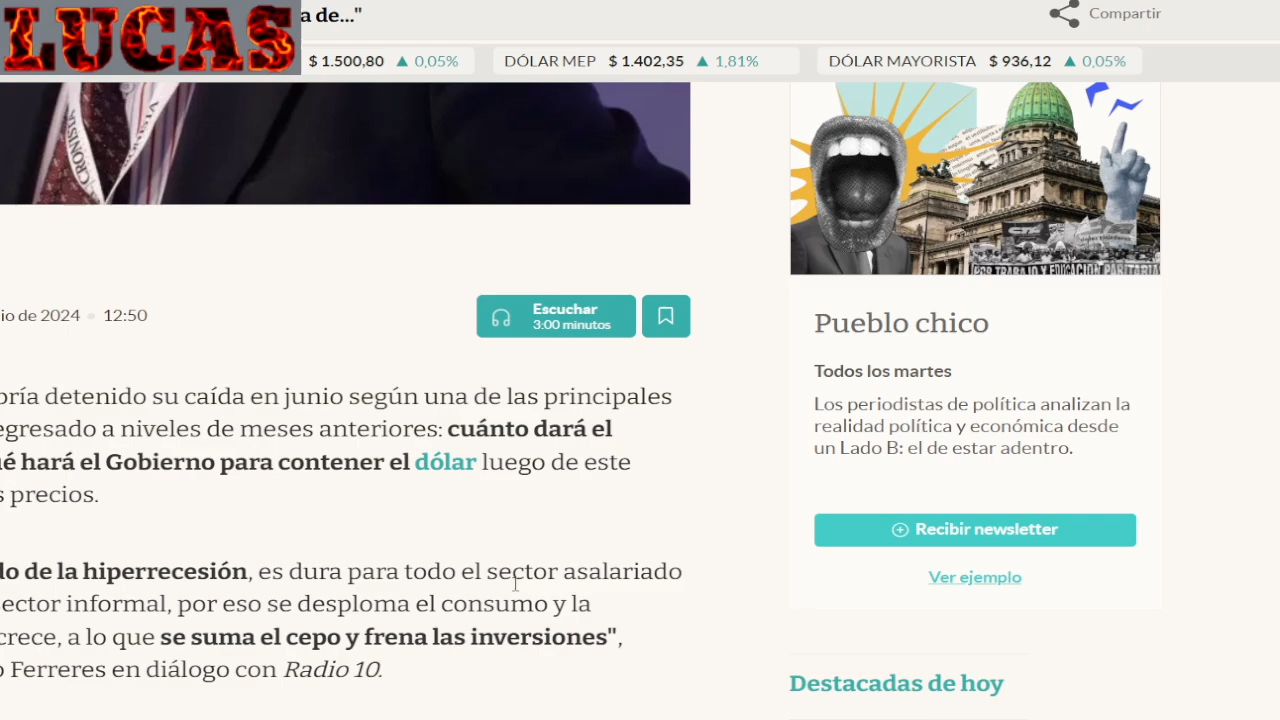 LUCAS
a de..."
Compartir
$ 1.500,80 ▲ 0,05%
DÓLAR MEP $ 1.402,35 ▲ 1,81%
DÓLAR MAYORISTA $ 936,12 ▲ 0,05%
CRONISTA
POR TRABAJO Y EDUCACION
io de 2024 • 12:50
Escuchar
3:00 minutos
bría detenido su caída en junio según una de las principales
egresado a niveles de meses anteriores: cuánto dará el
é hará el Gobierno para contener el dólar luego de este
s precios.
do de la hiperrecesión, es dura para todo el sector asalariado
sector informal, por eso se desploma el consumo y la
crece, a lo que se suma el cepo y frena las inversiones",
o Ferreres en diálogo con Radio 10.
Pueblo chico
Todos los martes
Los periodistas de política analizan la
realidad política y económica desde
un Lado B: el de estar adentro.
Recibir newsletter
Ver ejemplo
Destacadas de hoy